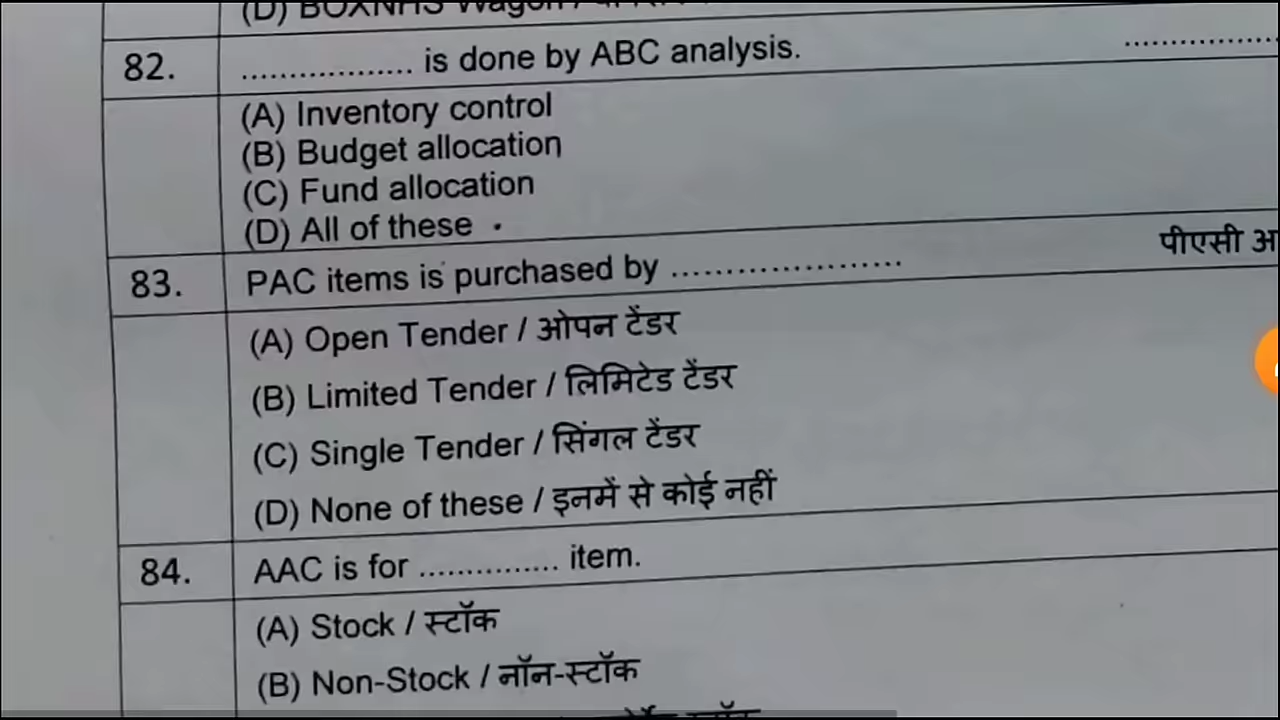 (D) BOXNHS Wagon /
82. .................. is done by ABC analysis. ................
(A) Inventory control
(B) Budget allocation
(C) Fund allocation
(D) All of these
83. PAC items is purchased by ..................... पीएसी
(A) Open Tender / ओपन टेंडर
(B) Limited Tender / लिमिटेड टेंडर
(C) Single Tender / सिंगल टेंडर
(D) None of these / इनमें से कोई नहीं
84. AAC is for ............... item.
(A) Stock / स्टॉक
(B) Non-Stock / नॉन-स्टॉक